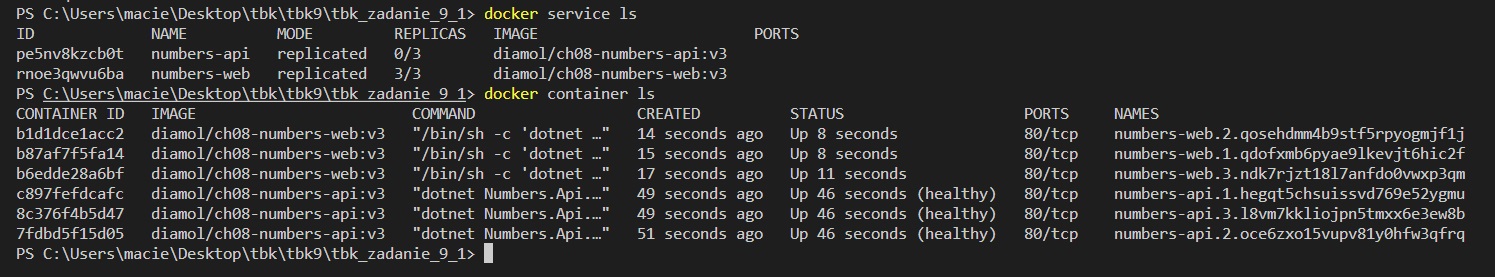 PS C:\Users\macie\Desktop\tbk\tbk9\tbk_zadanie_9_1> docker service ls
ID NAME MODE REPLICAS IMAGE PORTS
pe5nv8kzcb0t numbers-api replicated 0/3 diamol/ch08-numbers-api:v3
rnoe3qwvu6ba numbers-web replicated 3/3 diamol/ch08-numbers-web:v3
PS C:\Users\macie\Desktop\tbk\tbk9\tbk_zadanie_9_1> docker container ls
CONTAINER ID IMAGE COMMAND CREATED STATUS PORTS NAMES
b1d1dce1acc2 diamol/ch08-numbers-web:v3 "/bin/sh -c 'dotnet …" 14 seconds ago Up 8 seconds 80/tcp numbers-web.2.qosehdmm4b9stf5rpyogmjf1j
b87af7f5fa14 diamol/ch08-numbers-web:v3 "/bin/sh -c 'dotnet …" 15 seconds ago Up 8 seconds 80/tcp numbers-web.1.qdofxmb6pyae9lkevjt6hic2f
b6edde28a6bf diamol/ch08-numbers-web:v3 "/bin/sh -c 'dotnet …" 17 seconds ago Up 11 seconds 80/tcp numbers-web.3.ndk7rjzt18l7anfdo0vwxp3qm
c897fefdcafc diamol/ch08-numbers-api:v3 "dotnet Numbers.Api.…" 49 seconds ago Up 46 seconds (healthy) 80/tcp numbers-api.1.hegqt5chsuissvd769e52ygmu
8c376f4b5d47 diamol/ch08-numbers-api:v3 "dotnet Numbers.Api.…" 49 seconds ago Up 46 seconds (healthy) 80/tcp numbers-api.3.l8vm7kkliojpn5tmxx6e3ew8b
7fdbd5f15d05 diamol/ch08-numbers-api:v3 "dotnet Numbers.Api.…" 51 seconds ago Up 46 seconds (healthy) 80/tcp numbers-api.2.oce6zxo15vupv81y0hfw3qfrq
PS C:\Users\macie\Desktop\tbk\tbk9\tbk_zadanie_9_1>